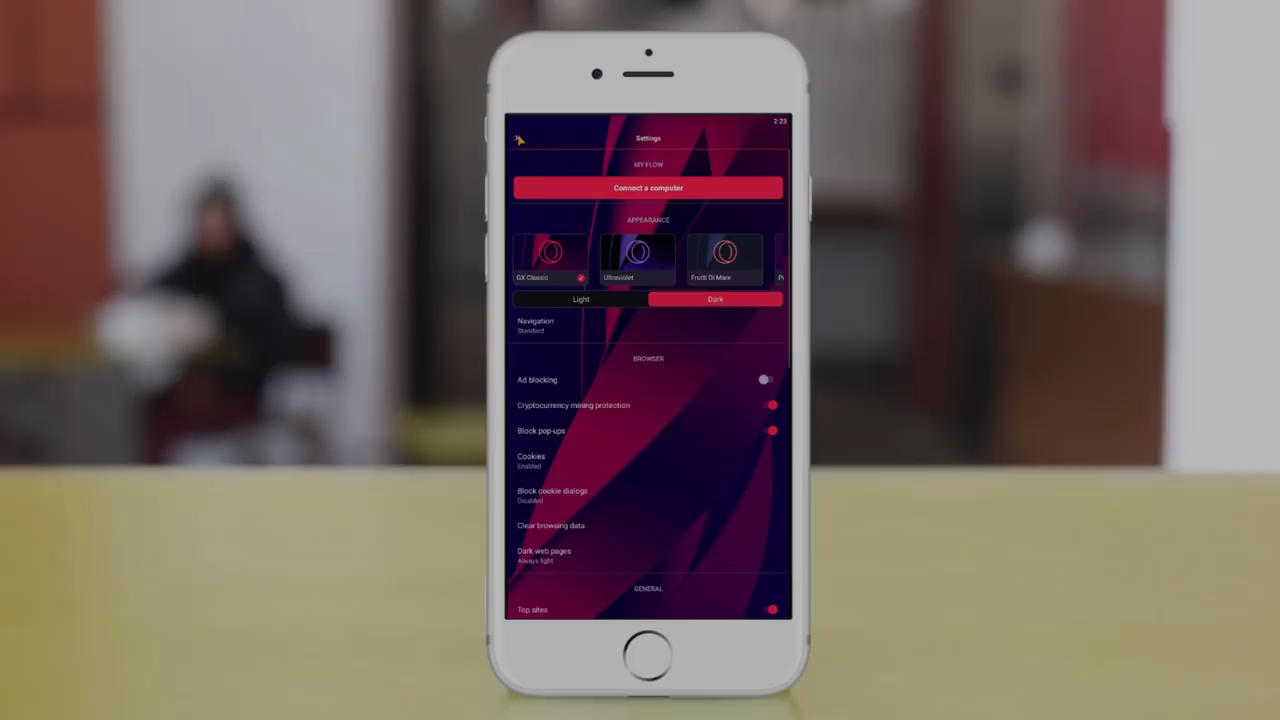 2:23
Settings
MY FLOW
Connect a computer
APPEARANCE
GX Classic
Ultraviolet
Frutti Di Mare
Light
Dark
Navigation
Standard
BROWSER
Ad blocking
Cryptocurrency mining protection
Block pop-ups
Cookies
Enabled
Block cookie dialogs
Disabled
Clear browsing data
Dark web pages
Always light
GENERAL
Top sites